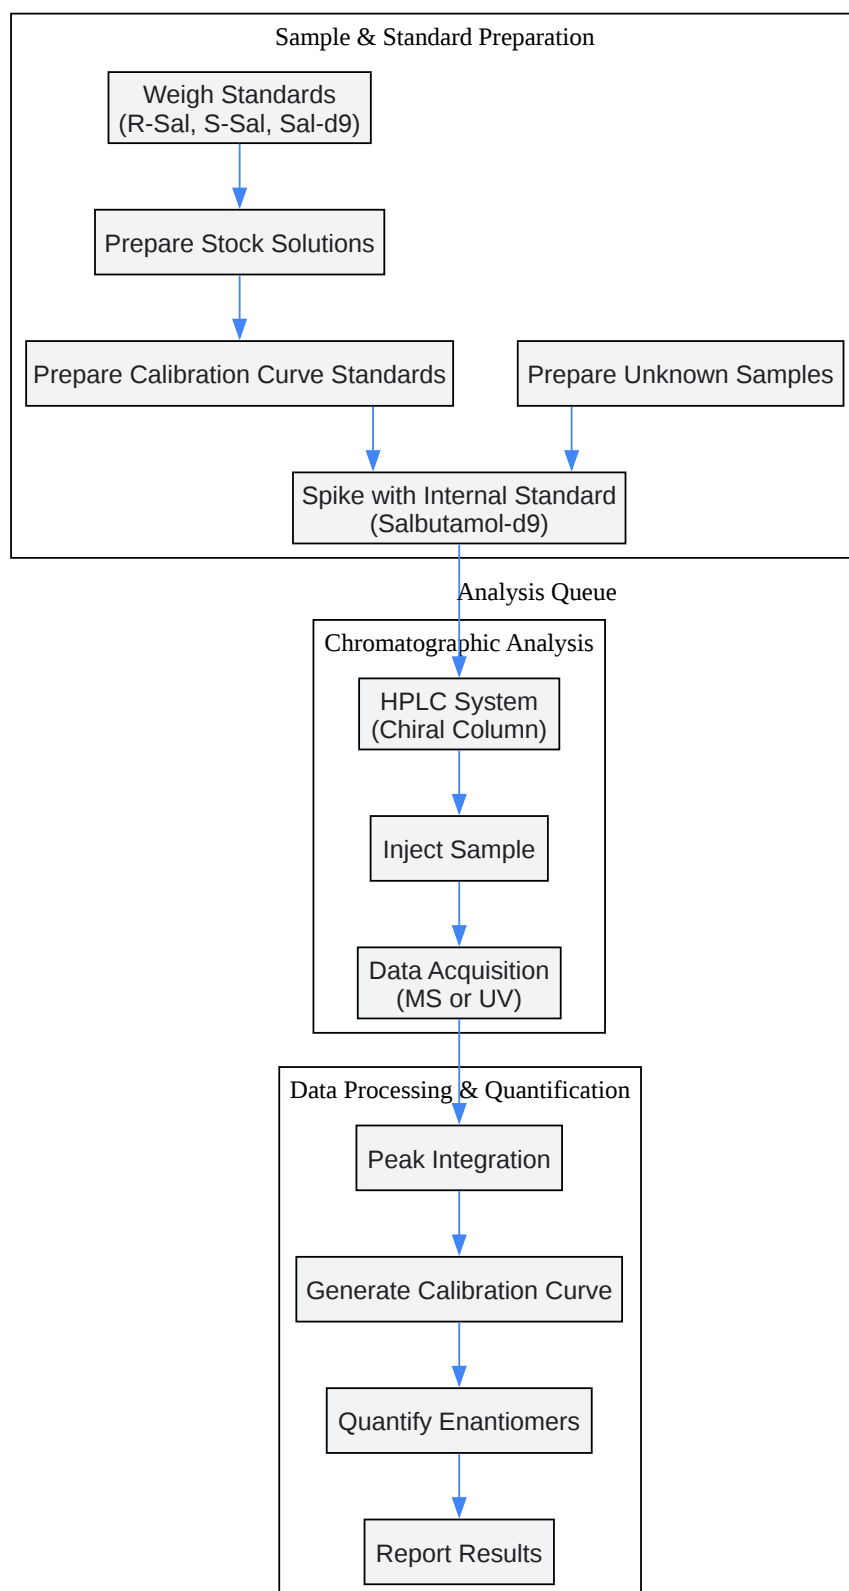 Sample & Standard Preparation
Weigh Standards
(R-Sal, S-Sal, Sal-d9)
Prepare Stock Solutions
Prepare Calibration Curve Standards
Prepare Unknown Samples
Spike with Internal Standard
(Salbutamol-d9)
Analysis Queue
Chromatographic Analysis
HPLC System
(Chiral Column)
Inject Sample
Data Acquisition
(MS or UV)
Data Processing & Quantification
Peak Integration
Generate Calibration Curve
Quantify Enantiomers
Report Results